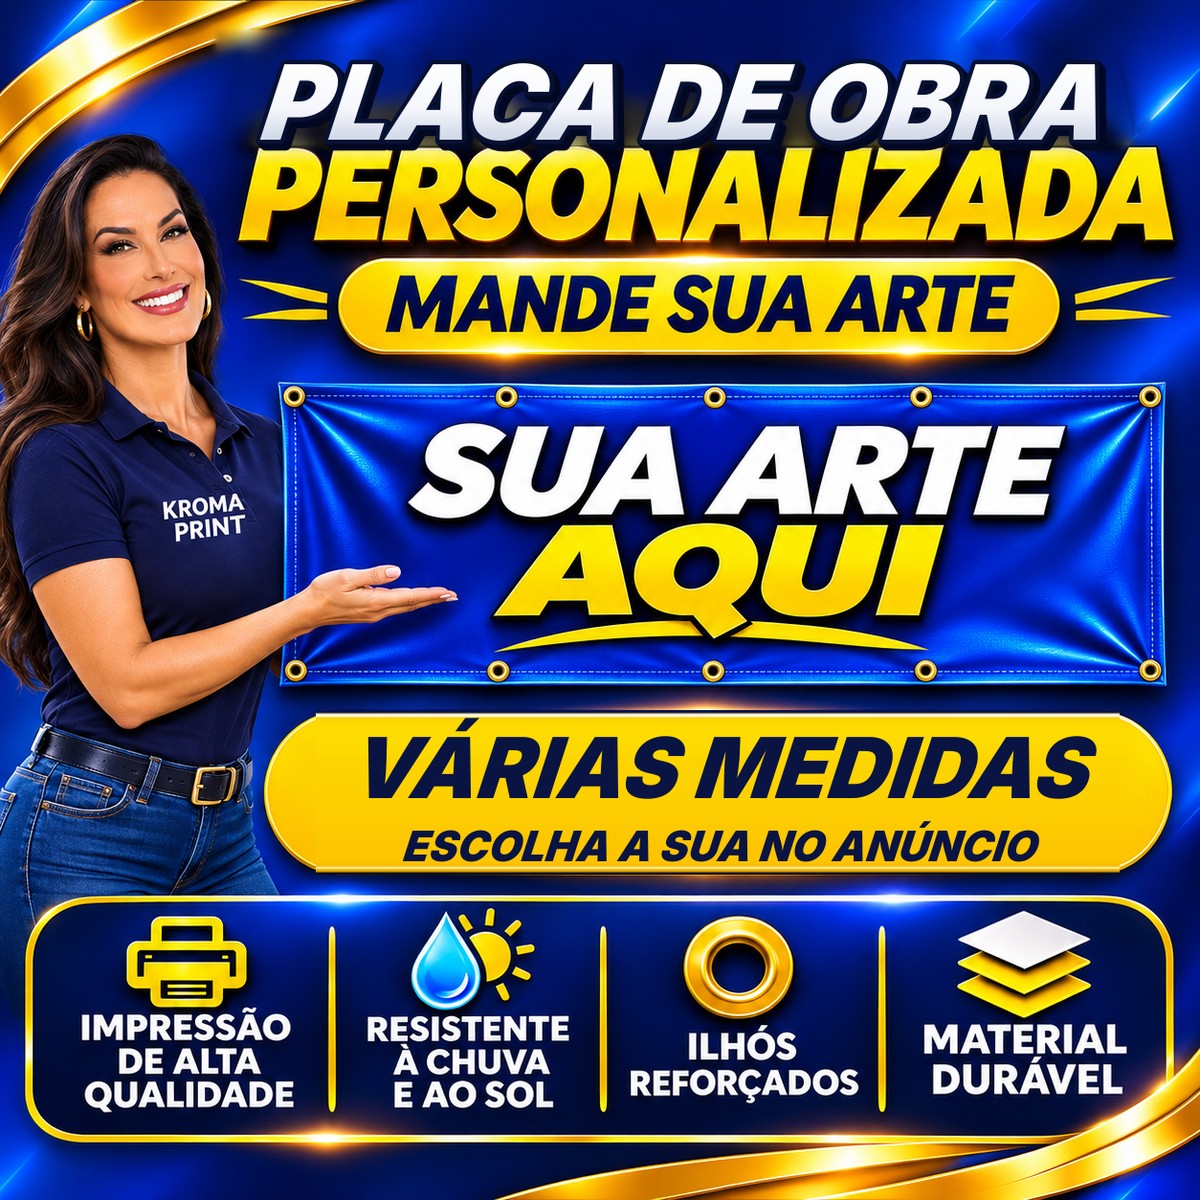 PLACA DE OBRA
PERSONALIZADA
MANDE SUA ARTE
SUA ARTE
AQUI
KROMA
PRINT
VÁRIAS MEDIDAS
ESCOLHA A SUA NO ANÚNCIO
IMPRESSÃO
DE ALTA
QUALIDADE
RESISTENTE
À CHUVA
E AO SOL
ILHÓS
REFORÇADOS
MATERIAL
DURÁVEL